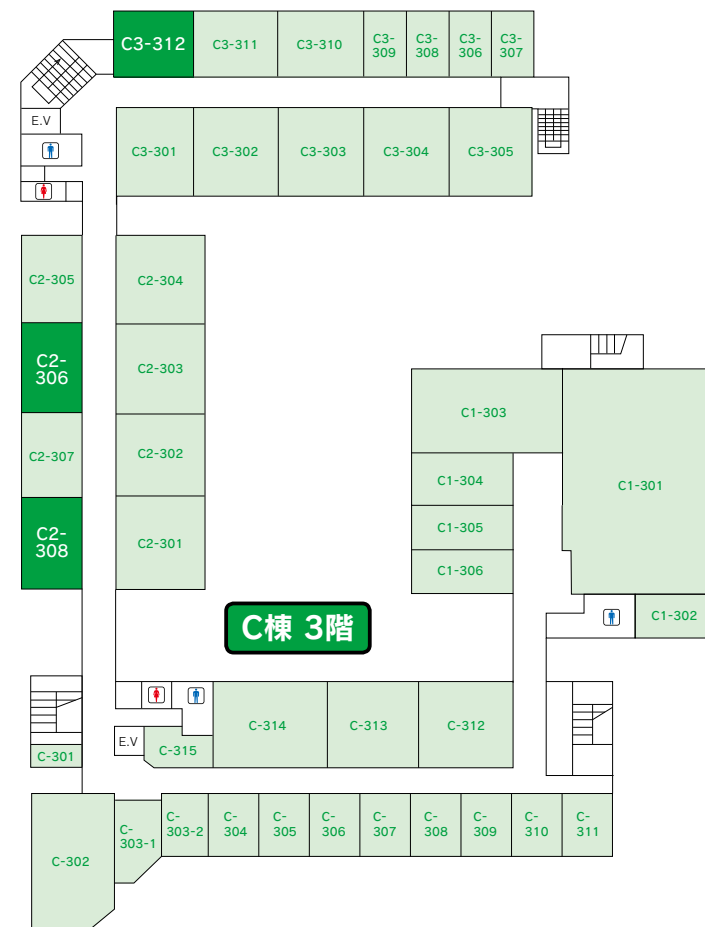 C3-312
C3-311
C3-310
C3-
309
C3-
308
C3-
306
C3-
307
E.V
C3-301
C3-302
C3-303
C3-304
C3-305
C2-305
C2-304
C2-
306
C2-303
C2-307
C2-302
C2-
308
C2-301
C1-303
C1-304
C1-305
C1-306
C1-301
C1-302
C棟 3階
C-301
E.V
C-315
C-314
C-313
C-312
C-302
C-
303-1
C-
303-2
C-
304
C-
305
C-
306
C-
307
C-
308
C-
309
C-
310
C-
311